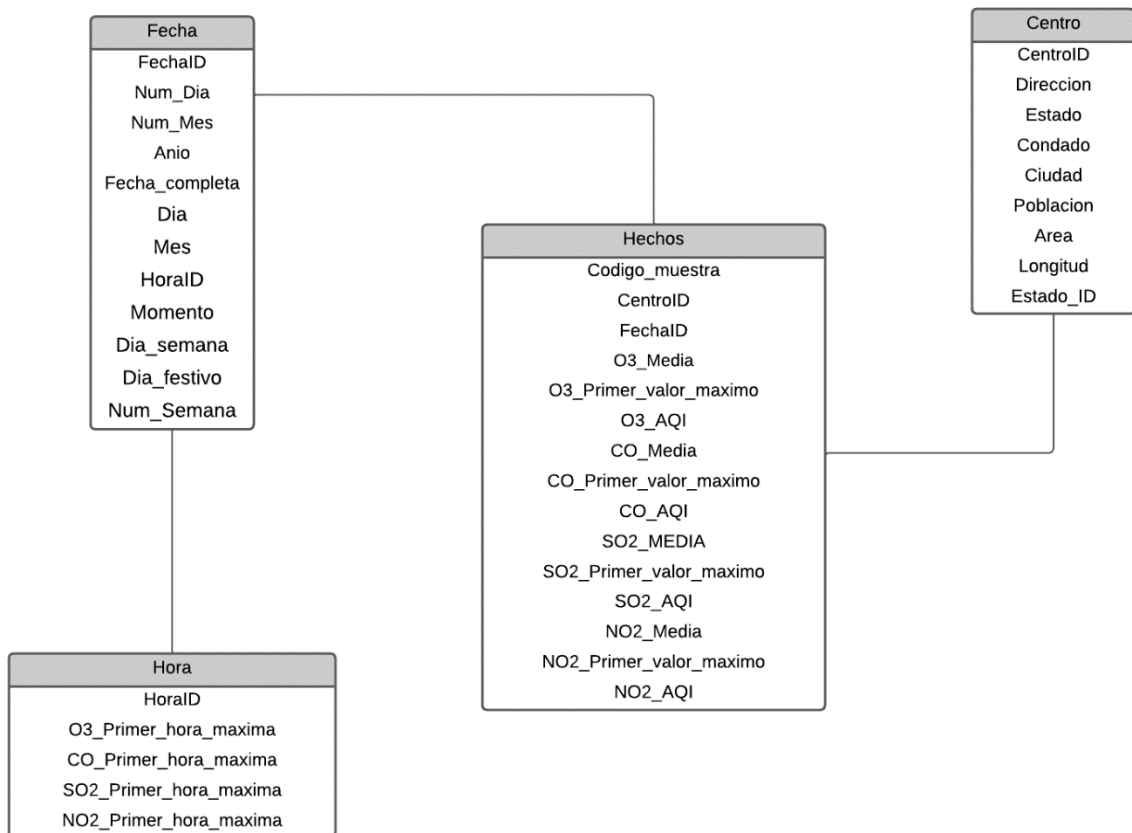 Fecha
FechaID
Num_Dia
Num_Mes
Anio
Fecha_completa
Dia
Mes
HoraID
Momento
Dia_semana
Dia_festivo
Num_Semana
Centro
CentroID
Direccion
Estado
Condado
Ciudad
Poblacion
Area
Longitud
Estado_ID
Hechos
Codigo_muestra
CentroID
FechaID
O3_Media
O3_Primer_valor_maximo
O3_AQI
CO_Media
CO_Primer_valor_maximo
CO_AQI
SO2_MEDIA
SO2_Primer_valor_maximo
SO2_AQI
NO2_Media
NO2_Primer_valor_maximo
NO2_AQI
Hora
HoraID
O3_Primer_hora_maxima
CO_Primer_hora_maxima
SO2_Primer_hora_maxima
NO2_Primer_hora_maxima